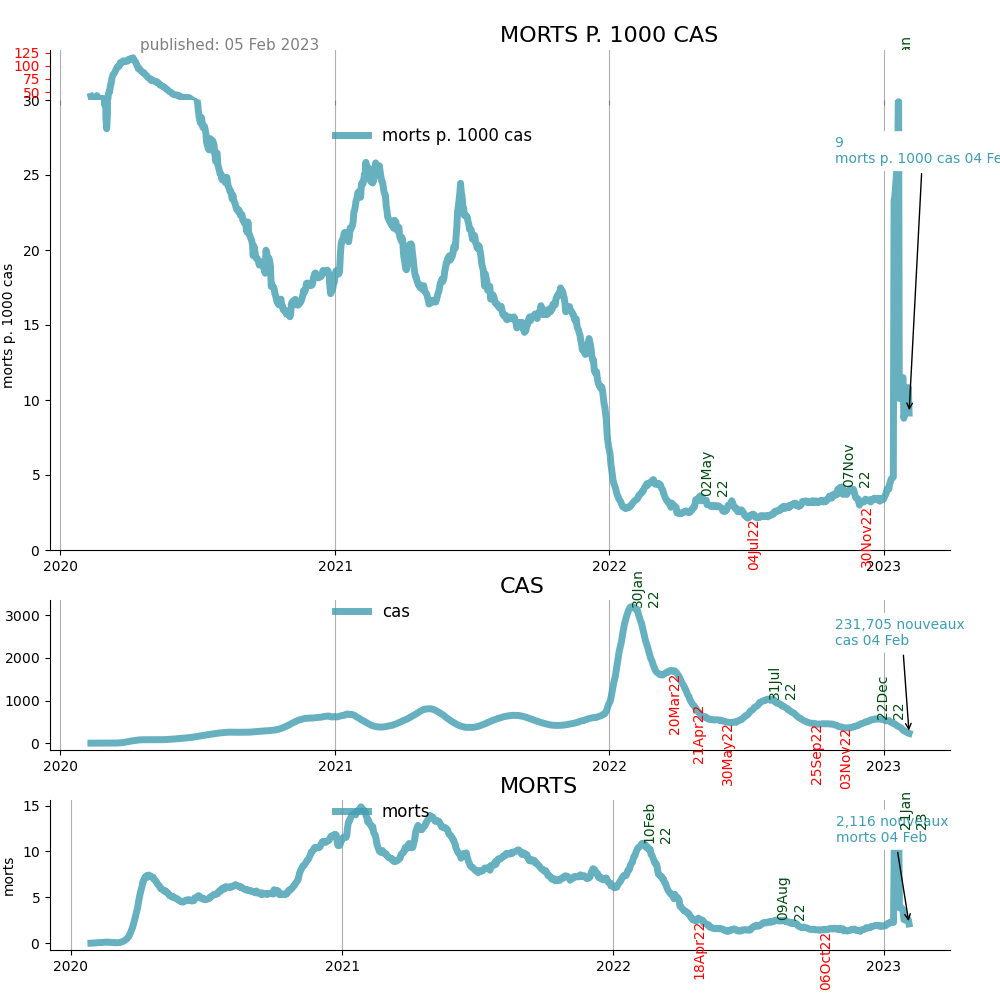 MORTS P. 1000 CAS
published: 05 Feb 2023
an
125
100
75
50
30
morts p. 1000 cas
9
morts p. 1000 cas 04 Fe
25
20
15
10
5
0
morts p. 1000 cas
02May
22
07Nov
22
04Jul22
30Nov22
2020
2021
2022
2023
CAS
cas
30Jan
22
231,705 nouveaux
cas 04 Feb
3000
2000
1000
0
31Jul
22
22Dec
22
20Mar22
21Apr22
30May22
25Sep22
03Nov22
2020
2021
2022
2023
MORTS
morts
10Feb
22
21Jan
23
2,116 nouveaux
morts 04 Feb
15
10
5
0
morts
09Aug
22
18Apr22
06Oct22
2020
2021
2022
2023